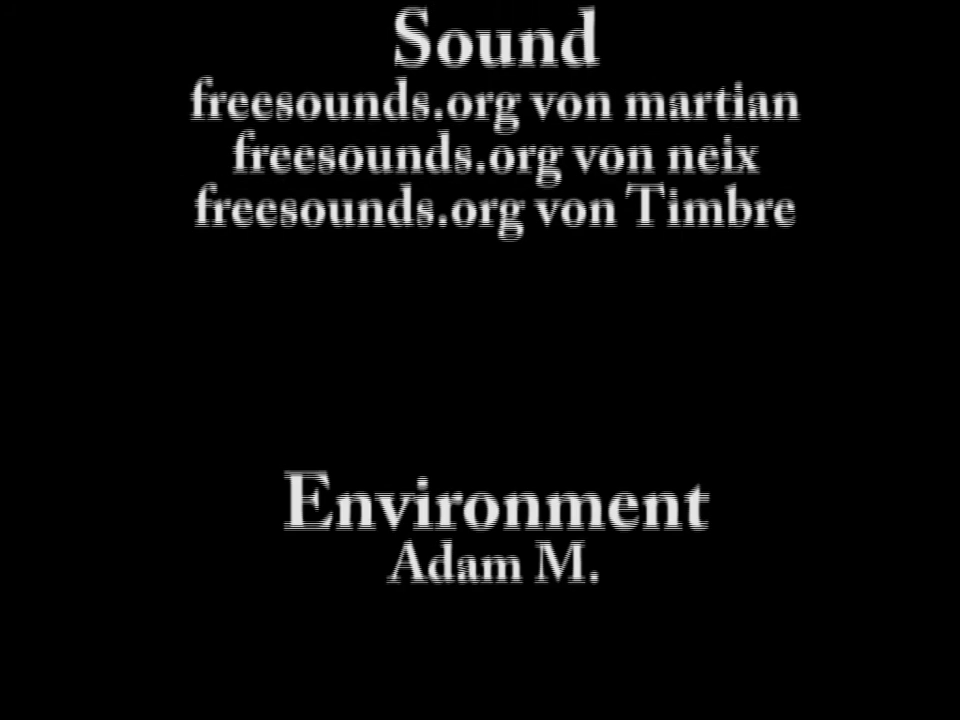 Sound
freesounds.org von martian
freesounds.org von neix
freesounds.org von Timbre
Environment
Adam M.